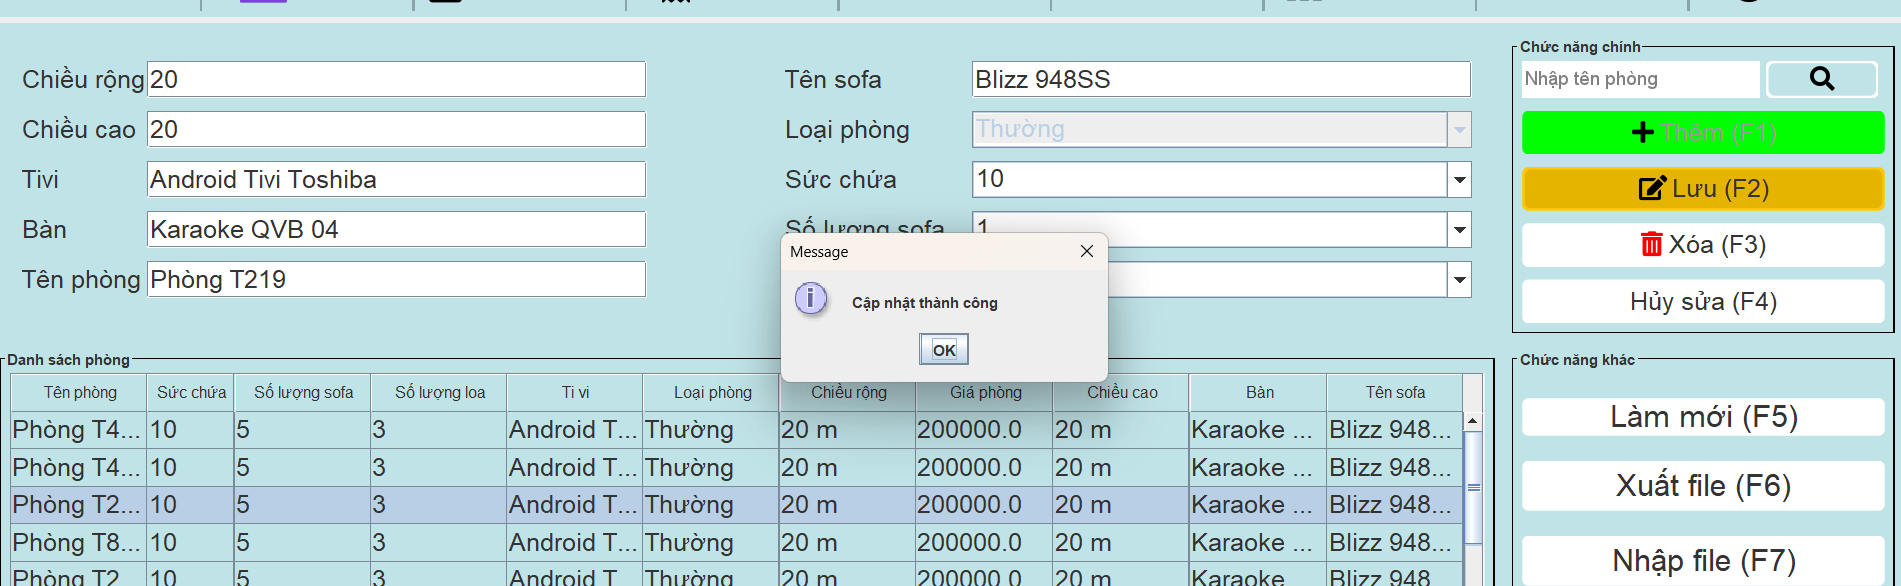 Chức năng chính
Chiều rộng 20
Tên sofa Blizz 948SS
Nhập tên phòng
Chiều cao 20
Loại phòng Thường
Thêm (F1)
Tivi Android Tivi Toshiba
Sức chứa 10
Lưu (F2)
Bàn Karaoke QVB 04
Số lượng sofa 1
Xóa (F3)
Tên phòng Phòng T219
Hủy sửa (F4)
Message
Cập nhật thành công
OK
Danh sách phòng
Tên phòng Sức chứa Số lượng sofa Số lượng loa Ti vi Loại phòng Chiều rộng Giá phòng Chiều cao Bàn Tên sofa
Phòng T4... 10 5 3 Android T... Thường 20 m 200000.0 20 m Karaoke ... Blizz 948...
Phòng T4... 10 5 3 Android T... Thường 20 m 200000.0 20 m Karaoke ... Blizz 948...
Phòng T2... 10 5 3 Android T... Thường 20 m 200000.0 20 m Karaoke ... Blizz 948...
Phòng T8... 10 5 3 Android T... Thường 20 m 200000.0 20 m Karaoke ... Blizz 948...
Phòng T2 10 5 3 Android T Thường 20 m 200000.0 20 m Karaoke Blizz 948
Chức năng khác
Làm mới (F5)
Xuất file (F6)
Nhập file (F7)